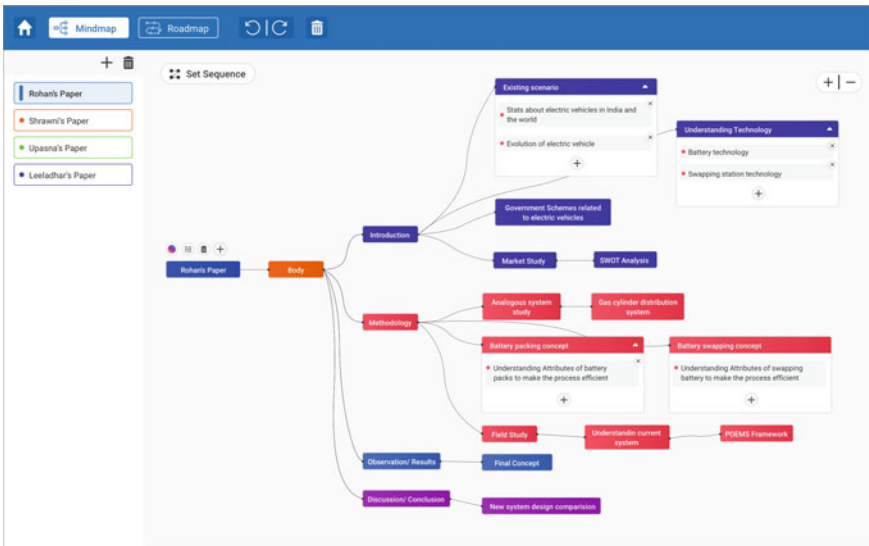 Mindmap
Roadmap
Rohan's Paper
Shrawni's Paper
Upasna's Paper
Leeladhar's Paper
Set Sequence
Existing scenario
Stats about electric vehicles in India and
the world
Evolution of electric vehicle
Understanding Technology
Battery technology
Swapping station technology
Government Schemes related
to electric vehicles
Introduction
Market Study
SWOT Analysis
Rohan's Paper
Body
Analogous system
study
Gas cylinder distribution
system
Methodology
Battery packing concept
Understanding Attributes of battery
packs to make the process efficient
Battery swapping concept
Understanding Attributes of swapping
battery to make the process efficient
Field Study
Understandin current
system
POEMS Framework
Observation/ Results
Final Concept
Discussion/ Conclusion
New system design comparision